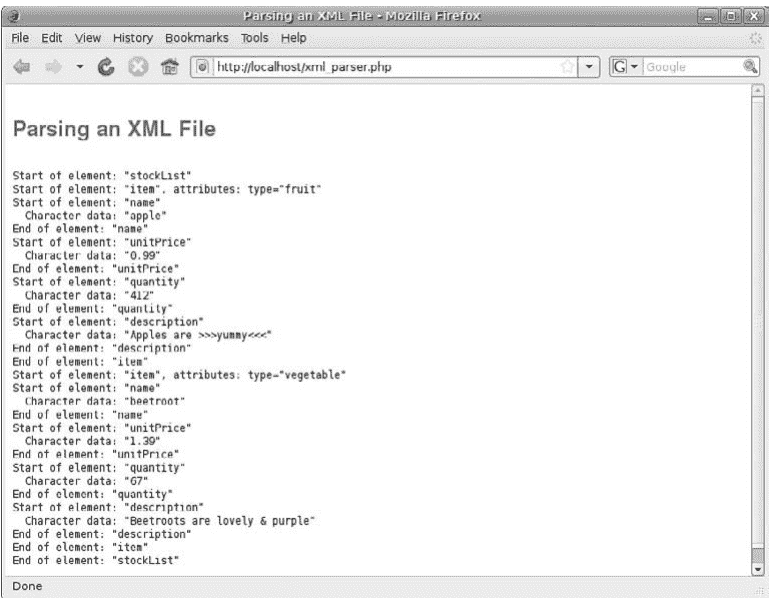 Parsing an XML File - Mozilla Firefox
File Edit View History Bookmarks Tools Help
http://localhost/xml_parser.php
G Google
Parsing an XML File
Start of element: "stockList"
Start of element: "item", attributes: type="fruit"
Start of element: "name"
Character data: "apple"
End of element: "name"
Start of element: "unitPrice"
Character data: "0.99"
End of element: "unitPrice"
Start of element: "quantity"
Character data: "412"
End of element: "quantity"
Start of element: "description"
Character data: "Apples are >>>yummy<<<"
End of element: "description"
End of element: "item"
Start of element: "item", attributes: type="vegetable"
Start of element: "name"
Character data: "beetroot"
End of element: "name"
Start of element: "unitPrice"
Character data: "1.39"
End of element: "unitPrice"
Start of element: "quantity"
Character data: "67"
End of element: "quantity"
Start of element: "description"
Character data: "Beetroots are lovely & purple"
End of element: "description"
End of element: "item"
End of element: "stockList"
Done